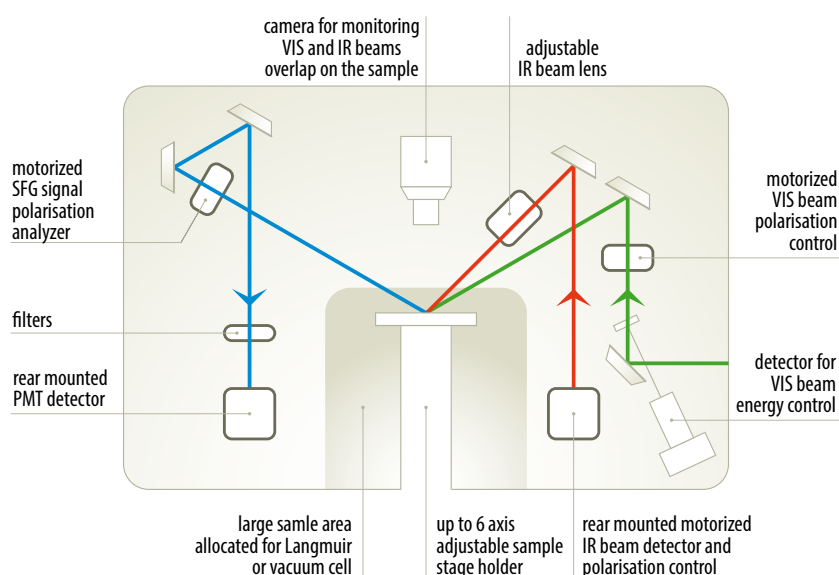 camera for monitoring
VIS and IR beams
overlap on the sample
adjustable
IR beam lens
motorized
SFG signal
polarisation
analyzer
motorized
VIS beam
polarisation
control
filters
rear mounted
PMT detector
detector for
VIS beam
energy control
large samle area
allocated for Langmuir
or vacuum cell
up to 6 axis
adjustable sample
stage holder
rear mounted motorized
IR beam detector and
polarisation control